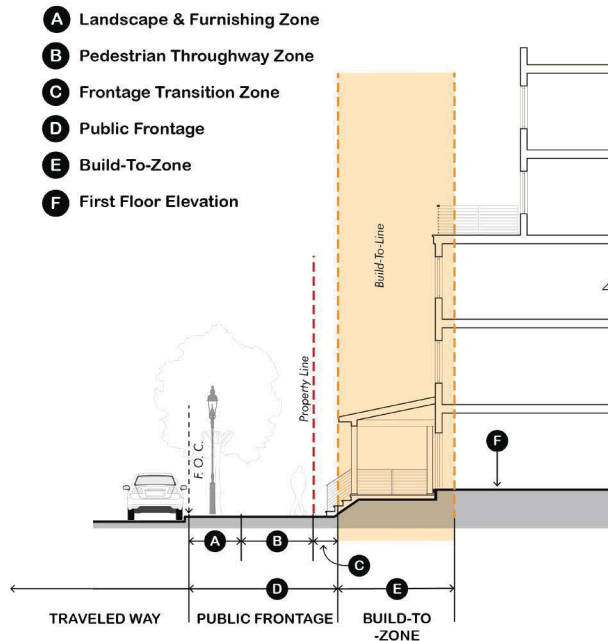 A Landscape & Furnishing Zone
B Pedestrian Throughway Zone
C Frontage Transition Zone
D Public Frontage
E Build-To-Zone
F First Floor Elevation
Build-To-Line
Property Line
F. O. C.
F
A
B
C
D
E
TRAVELED WAY
PUBLIC FRONTAGE
BUILD-TO
-ZONE